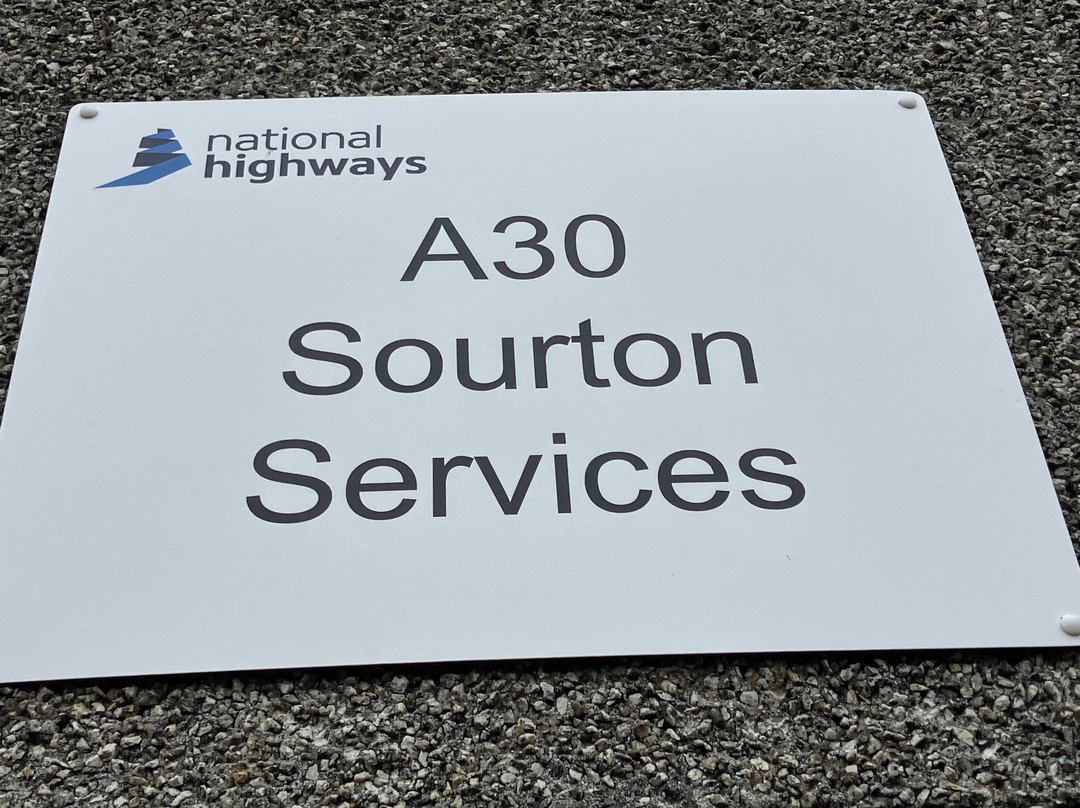 national
highways
A30
Sourton
Services